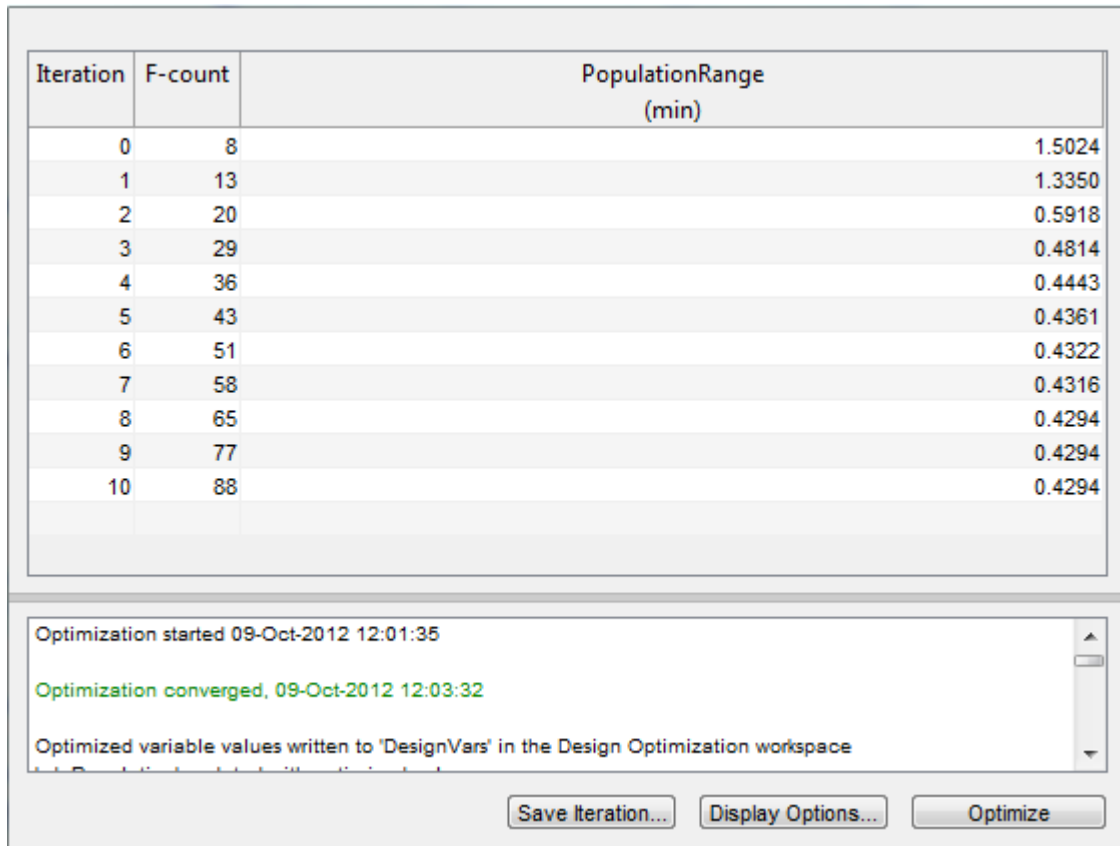 Iteration F-count PopulationRange
(min)
0 8 1.5024
1 13 1.3350
2 20 0.5918
3 29 0.4814
4 36 0.4443
5 43 0.4361
6 51 0.4322
7 58 0.4316
8 65 0.4294
9 77 0.4294
10 88 0.4294
Optimization started 09-Oct-2012 12:01:35
Optimization converged, 09-Oct-2012 12:03:32
Optimized variable values written to 'DesignVars' in the Design Optimization workspace
Save Iteration... Display Options... Optimize